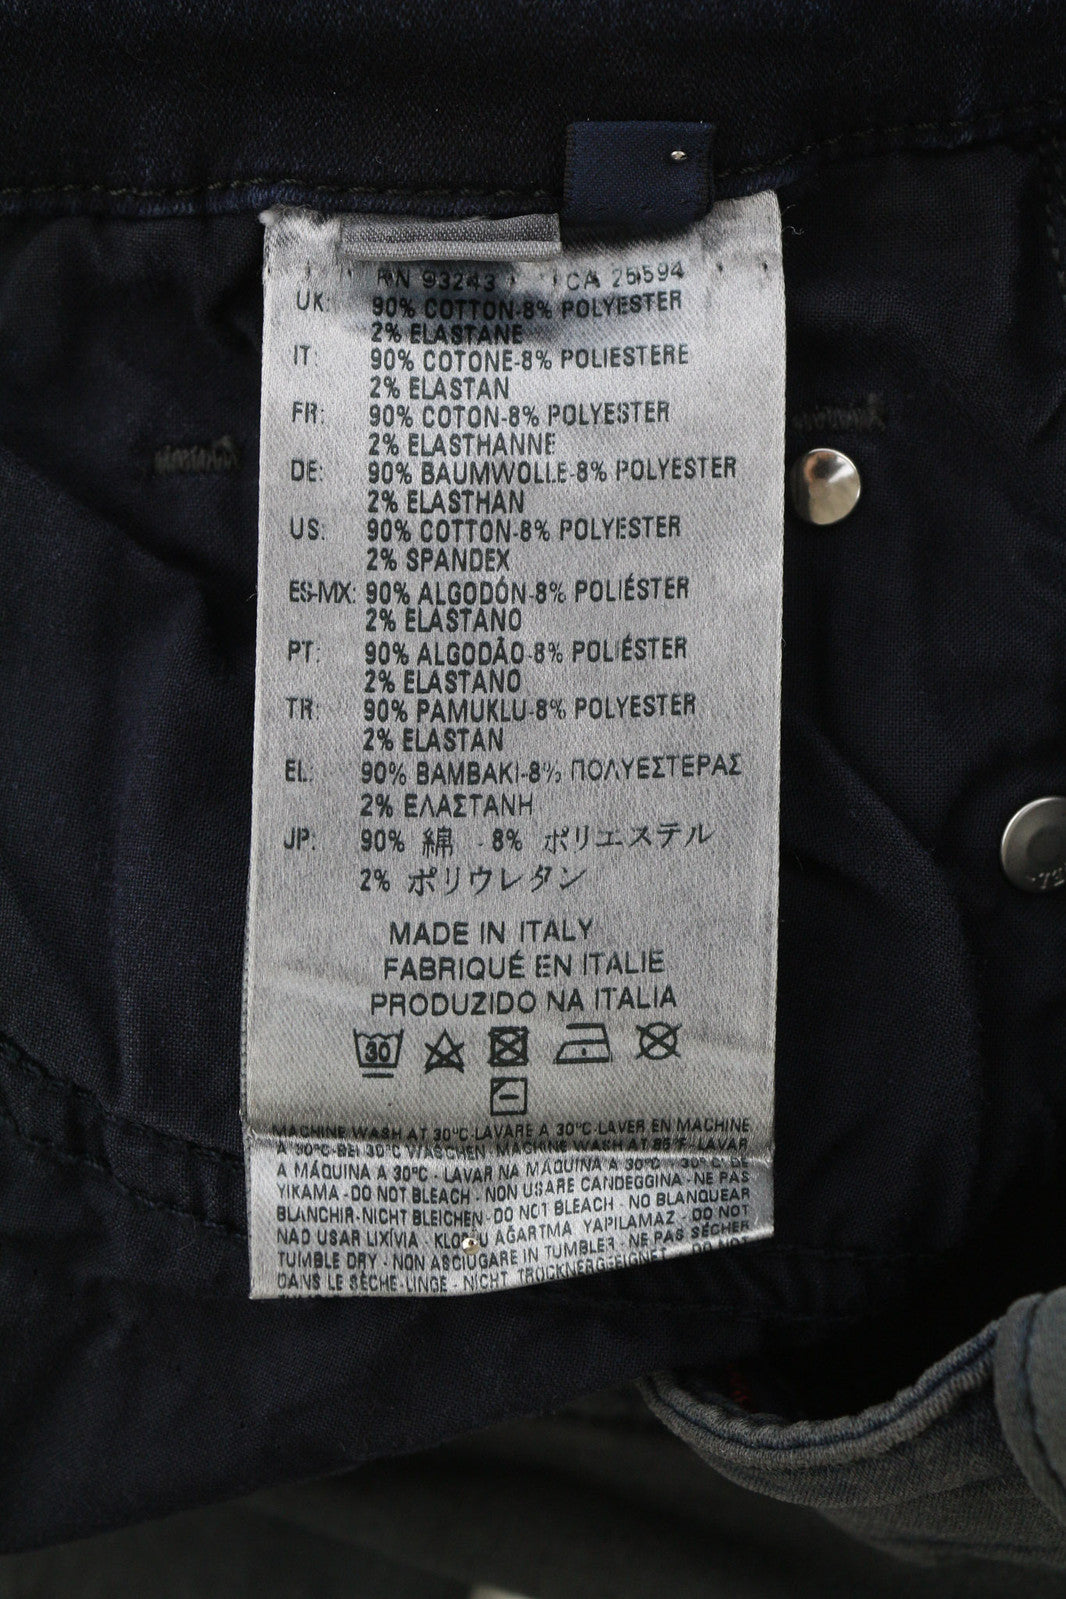 RN 93243 CA 25594
UK: 90% COTTON-8% POLYESTER
2% ELASTANE
IT: 90% COTONE-8% POLIESTERE
2% ELASTAN
FR: 90% COTON-8% POLYESTER
2% ELASTHANNE
DE: 90% BAUMWOLLE-8% POLYESTER
2% ELASTHAN
US: 90% COTTON-8% POLYESTER
2% SPANDEX
ES-MX: 90% ALGODÓN-8% POLIÉSTER
2% ELASTANO
PT: 90% ALGODÃO-8% POLIÉSTER
2% ELASTANO
TR: 90% PAMUKLU-8% POLYESTER
2% ELASTAN
EL: 90% BAMBAKI-8% ΠΟΛΥΕΣΤΕΡΑΣ
2% ΕΛΑΣΤΑΝΗ
JP: 90% 綿 - 8% ポリエステル
2% ポリウレタン
MADE IN ITALY
FABRIQUÉ EN ITALIE
PRODUZIDO NA ITALIA
30
MACHINE WASH AT 30°C-LAVARE A 30°C-LAVER EN MACHINE
A 30°C-BEI 30°C WASCHEN-MACHINE WASH AT 85°F-LAVAR
A MÁQUINA A 30°C - LAVAR NA MÁQUINA A 30°C - 30°C DE
YIKAMA - DO NOT BLEACH - NON USARE CANDEGGINA - NE PAS
BLANCHIR-NICHT BLEICHEN-DO NOT BLEACH - NO BLANQUEAR
NAO USAR LIXÍVIA - KLORLU AĞARTMA YAPILAMAZ - DO NOT
TUMBLE DRY - NON ASCIUGARE IN TUMBLER - NE PAS SÉCHER
DANS LE SÈCHE-LINGE - NICHT TROCKNERGEEIGNET - DO NOT